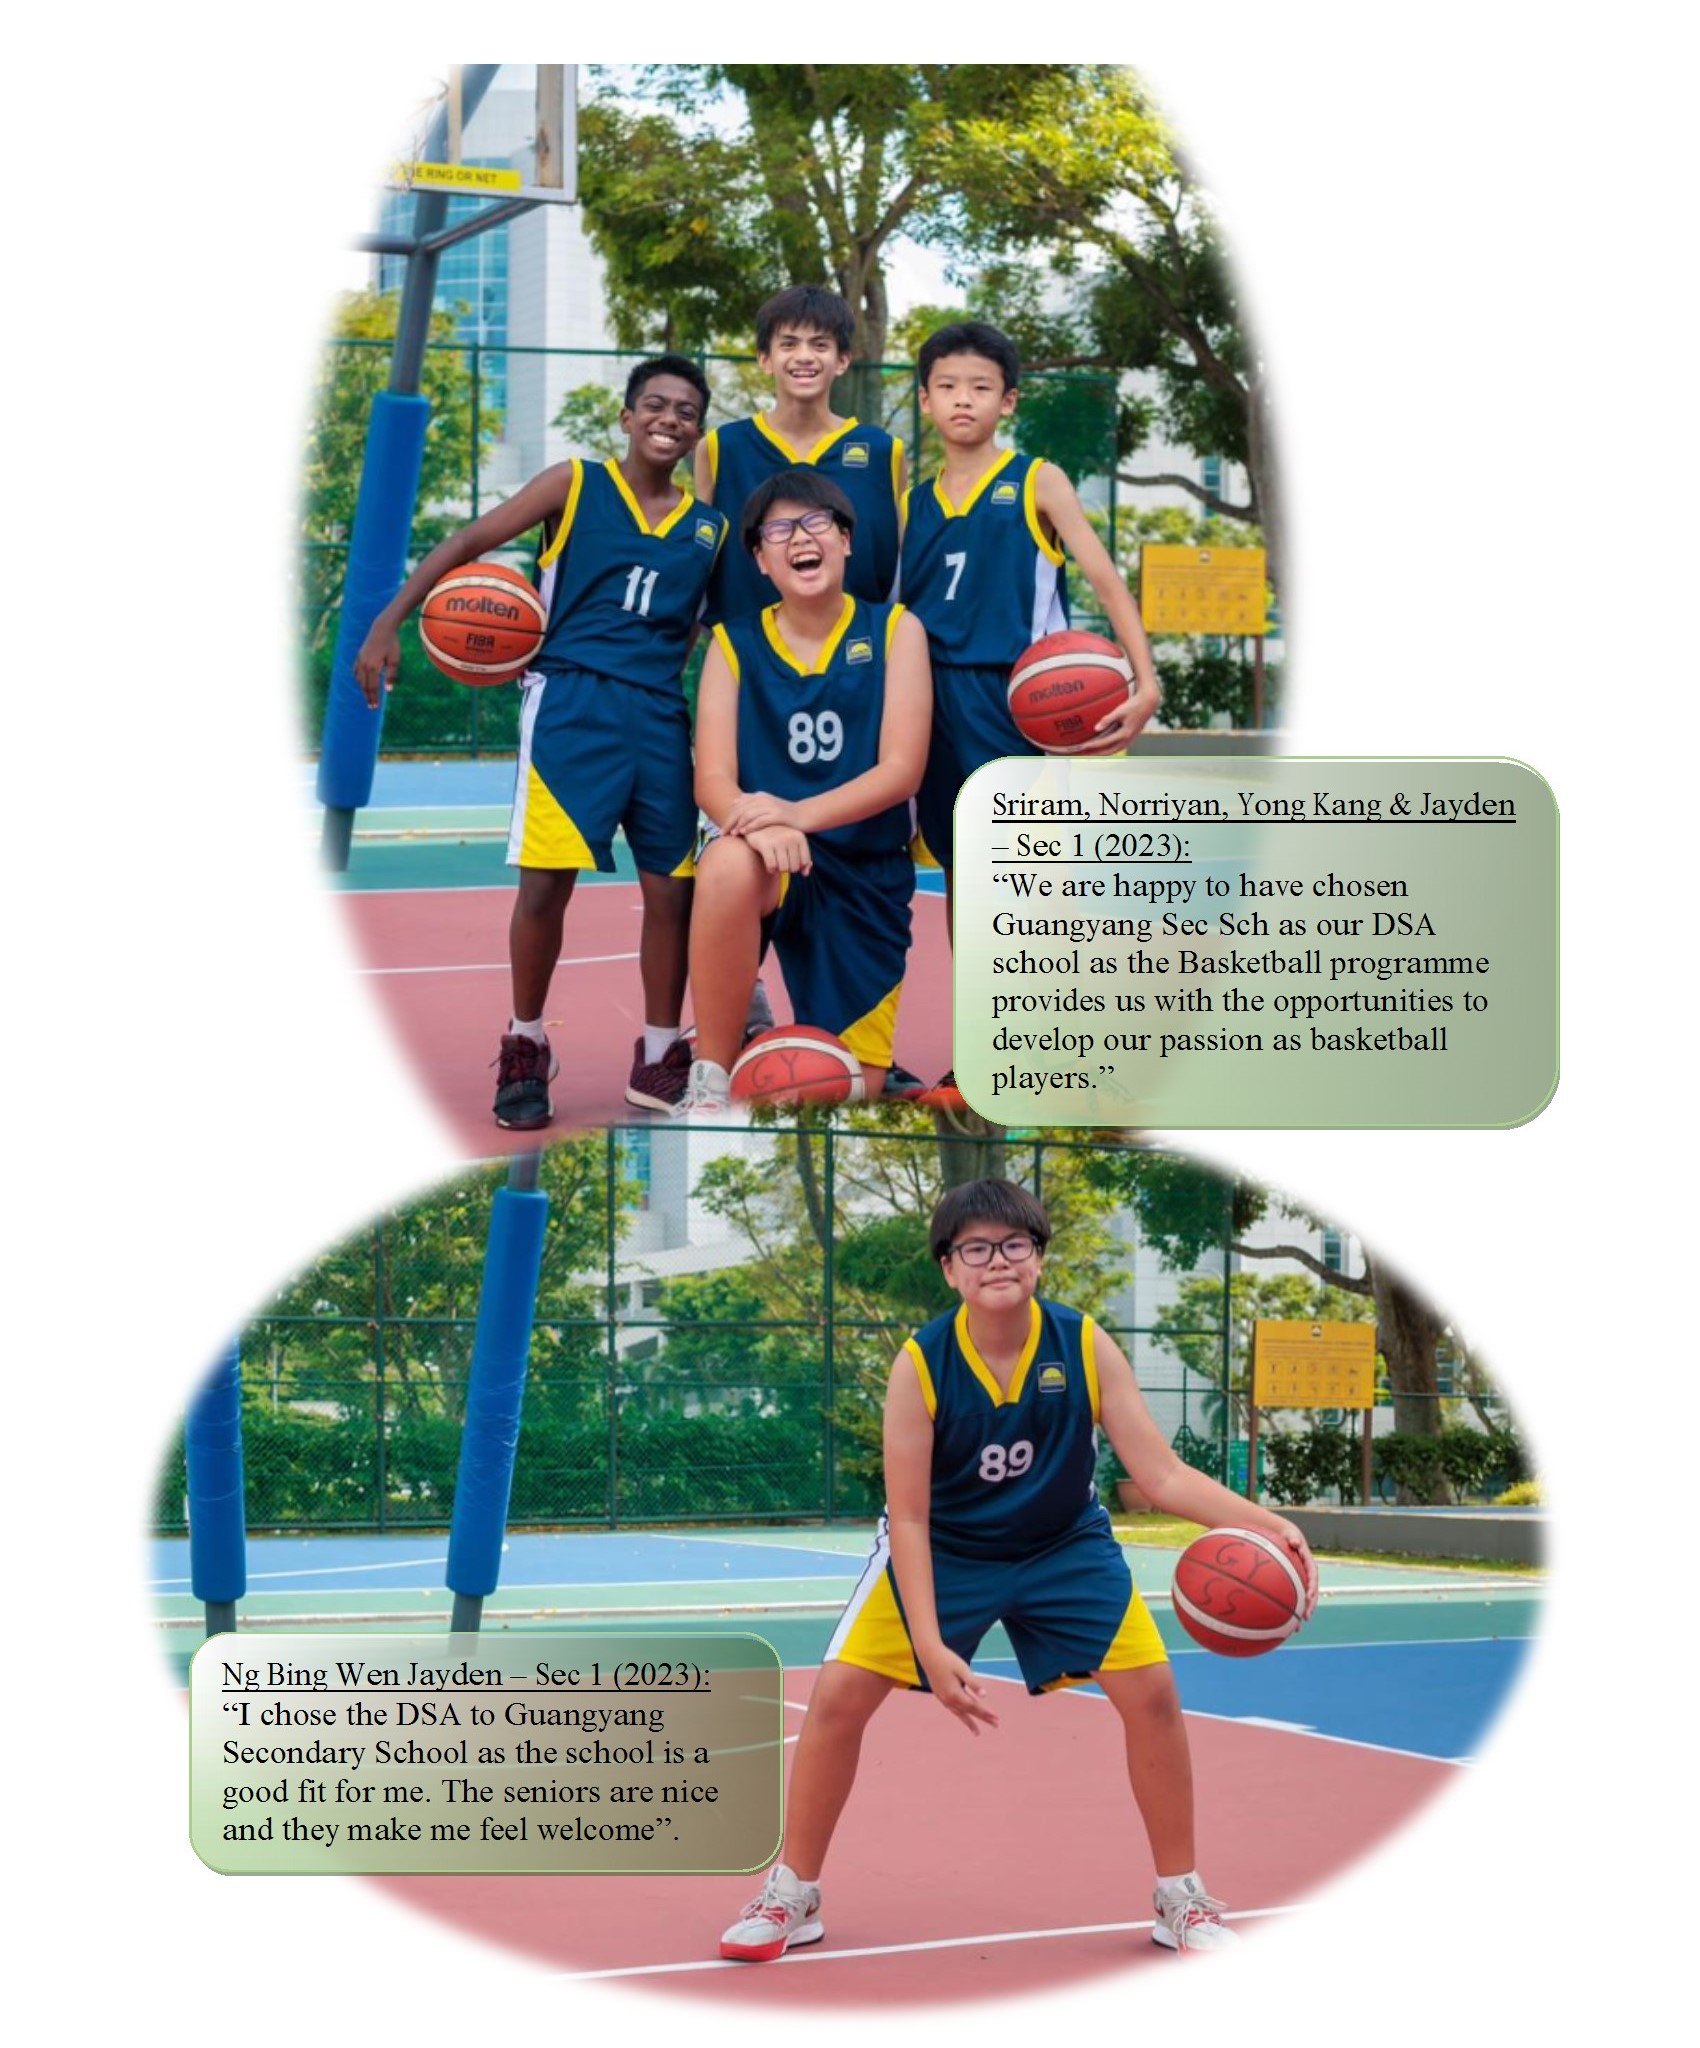 E RING OR NET
molten
FIBA
11
7
89
molten
FIBA
GY
Sriram, Norriyan, Yong Kang & Jayden
– Sec 1 (2023):
“We are happy to have chosen
Guangyang Sec Sch as our DSA
school as the Basketball programme
provides us with the opportunities to
develop our passion as basketball
players.”
89
GY
SS
Ng Bing Wen Jayden – Sec 1 (2023):
“I chose the DSA to Guangyang
Secondary School as the school is a
good fit for me. The seniors are nice
and they make me feel welcome”.